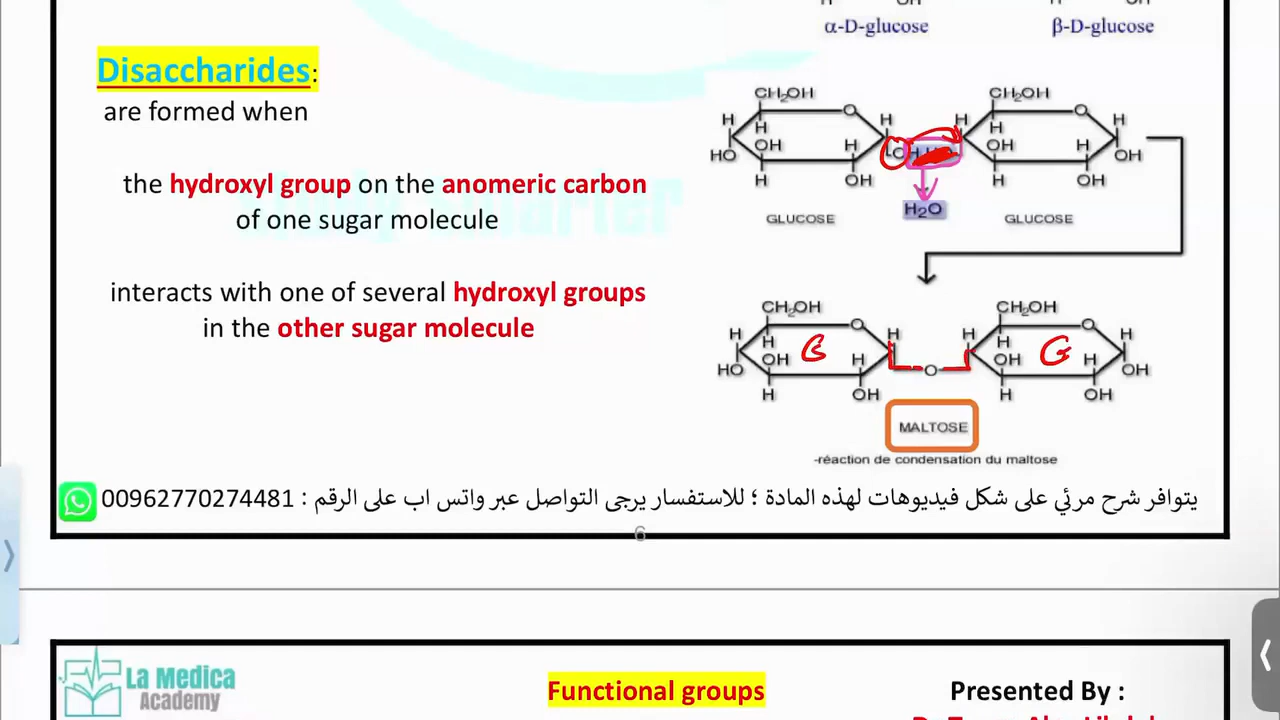 OH
α-D-glucose
β-D-glucose
Disaccharides:
are formed when
the hydroxyl group on the anomeric carbon
of one sugar molecule
interacts with one of several hydroxyl groups
in the other sugar molecule
CH₂OH
O
CH₂OH
O
H
H
H
H
H
OH
H
H
OH
H
HO
OH
H
OH
H
OH
H₂O
GLUCOSE
GLUCOSE
CH₂OH
O
CH₂OH
O
H
H
H
H
H
H
OH
H
OH
H
HO
O
OH
H
OH
H
OH
G
G
MALTOSE
-réaction de condensation du maltose
يتوافر شرح مرئي على شكل فيديوهات لهذه المادة ؛ للاستفسار يرجى التواصل عبر واتس اب على الرقم : 00962770274481
6
La Medica
Academy
Functional groups
Presented By :